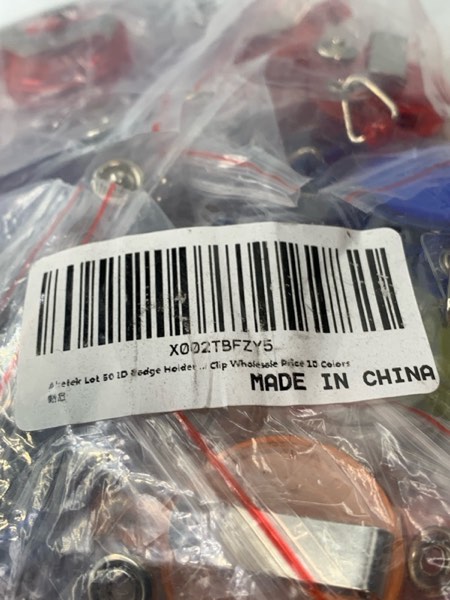 X002TBFZY5
Lot 50 ID Badge Holder ... Clip Wholesale Price 10 Colors
MADE IN CHINA